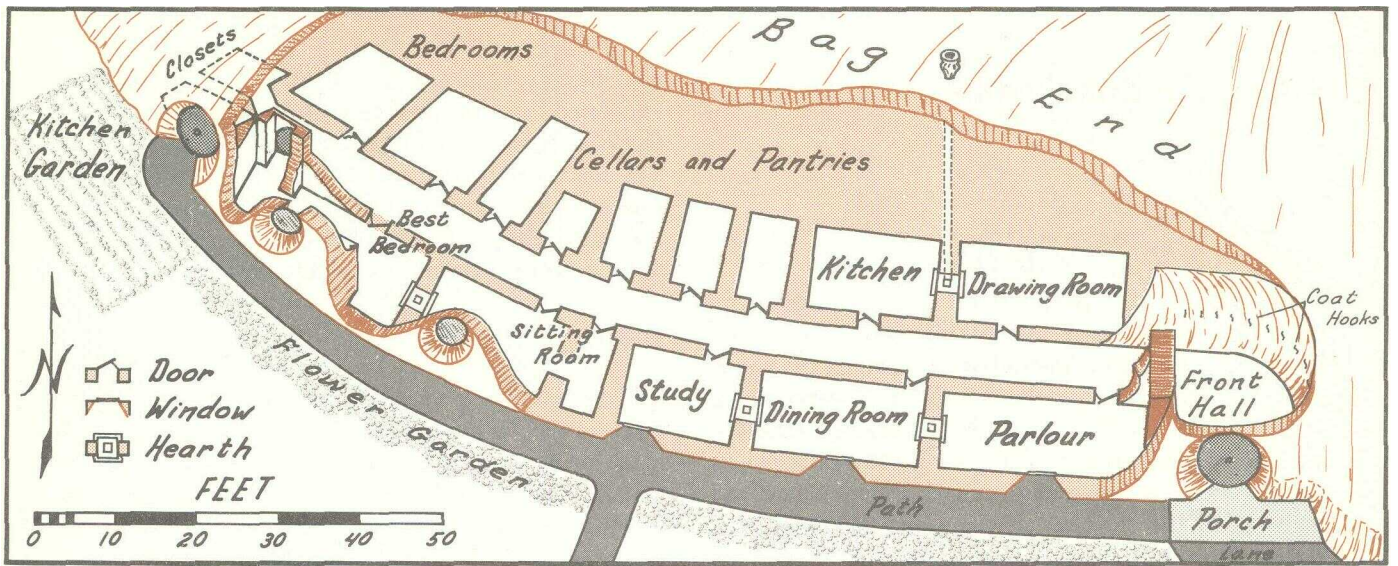 Bag End
Closets
Bedrooms
Kitchen
Garden
Cellars and Pantries
Best
Bedroom
Kitchen
Drawing Room
Coat
Hooks
Sitting
Room
Study
Dining Room
Parlour
Front
Hall
Flower Garden
Path
Porch
Lane
N
Door
Window
Hearth
FEET
0 10 20 30 40 50